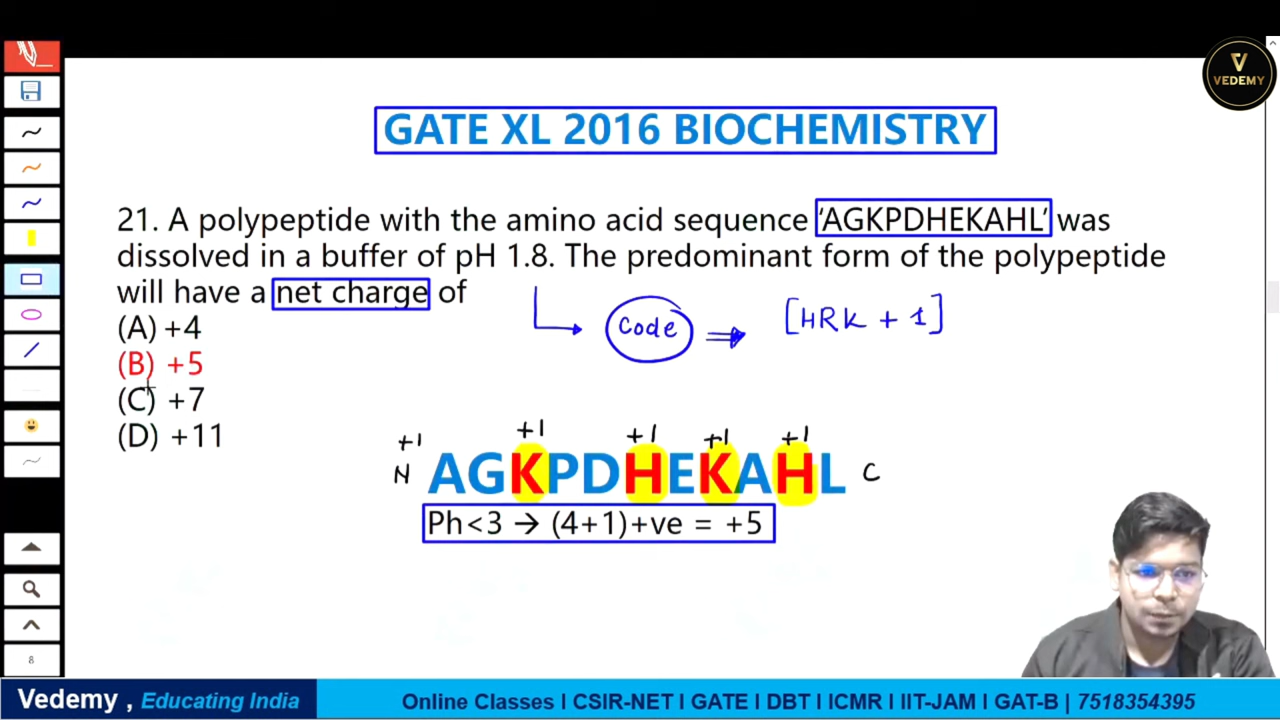 V
VEDEMY
GATE XL 2016 BIOCHEMISTRY
21. A polypeptide with the amino acid sequence ‘AGKPDHEKAHL’ was
dissolved in a buffer of pH 1.8. The predominant form of the polypeptide
will have a net charge of
(A) +4
(B) +5
(C) +7
(D) +11
Code
[HRK + 1]
+1 +1 +1 +1 +1
N AGKPDHEKAHL C
Ph<3 → (4+1)+ve = +5
8
Vedemy , Educating India
Online Classes I CSIR-NET I GATE I DBT I ICMR I IIT-JAM I GAT-B I 7518354395